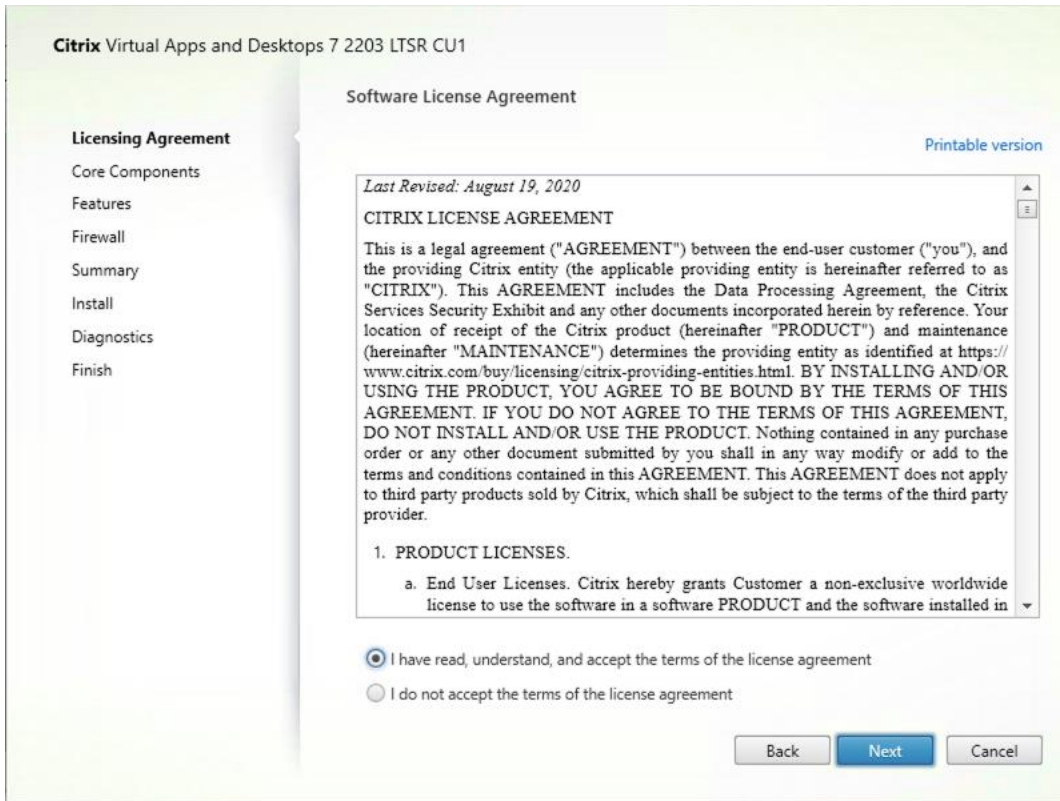 Citrix Virtual Apps and Desktops 7 2203 LTSR CU1
Licensing Agreement
Core Components
Features
Firewall
Summary
Install
Diagnostics
Finish
Software License Agreement
Printable version
Last Revised: August 19, 2020
CITRIX LICENSE AGREEMENT
This is a legal agreement ("AGREEMENT") between the end-user customer ("you"), and
the providing Citrix entity (the applicable providing entity is hereinafter referred to as
"CITRIX"). This AGREEMENT includes the Data Processing Agreement, the Citrix
Services Security Exhibit and any other documents incorporated herein by reference. Your
location of receipt of the Citrix product (hereinafter "PRODUCT") and maintenance
(hereinafter "MAINTENANCE") determines the providing entity as identified at https://
www.citrix.com/buy/licensing/citrix-providing-entities.html. BY INSTALLING AND/OR
USING THE PRODUCT, YOU AGREE TO BE BOUND BY THE TERMS OF THIS
AGREEMENT. IF YOU DO NOT AGREE TO THE TERMS OF THIS AGREEMENT,
DO NOT INSTALL AND/OR USE THE PRODUCT. Nothing contained in any purchase
order or any other document submitted by you shall in any way modify or add to the
terms and conditions contained in this AGREEMENT. This AGREEMENT does not apply
to third party products sold by Citrix, which shall be subject to the terms of the third party
provider.
1. PRODUCT LICENSES.
a. End User Licenses. Citrix hereby grants Customer a non-exclusive worldwide
license to use the software in a software PRODUCT and the software installed in
I have read, understand, and accept the terms of the license agreement
I do not accept the terms of the license agreement
Back Next Cancel